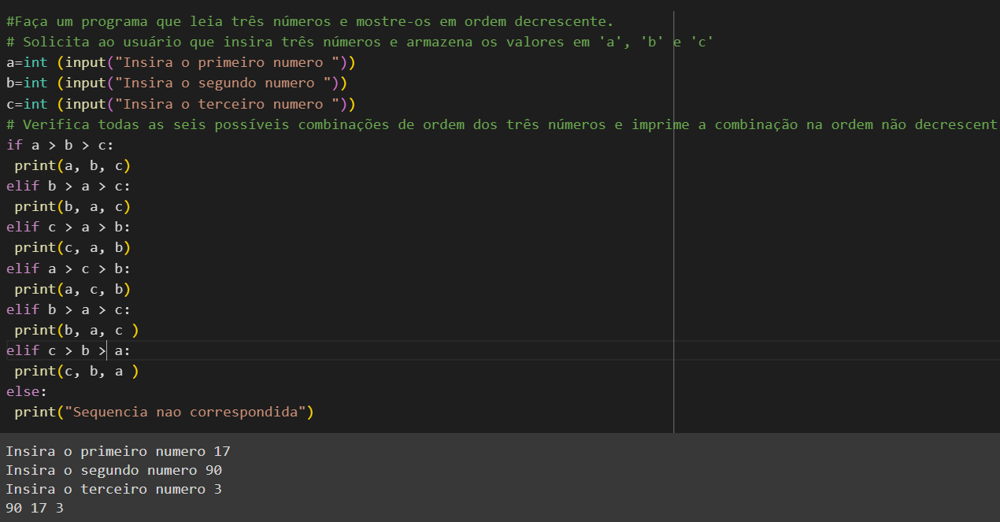 #Faça um programa que leia três números e mostre-os em ordem decrescente.
# Solicita ao usuário que insira três números e armazena os valores em 'a', 'b' e 'c'
a=int (input("Insira o primeiro numero "))
b=int (input("Insira o segundo numero "))
c=int (input("Insira o terceiro numero "))
# Verifica todas as seis possíveis combinações de ordem dos três números e imprime a combinação na ordem não decrescent
if a > b > c:
 print(a, b, c)
elif b > a > c:
 print(b, a, c)
elif c > a > b:
 print(c, a, b)
elif a > c > b:
 print(a, c, b)
elif b > a > c:
 print(b, a, c )
elif c > b > a:
 print(c, b, a )
else:
 print("Sequencia nao correspondida")
Insira o primeiro numero 17
Insira o segundo numero 90
Insira o terceiro numero 3
90 17 3